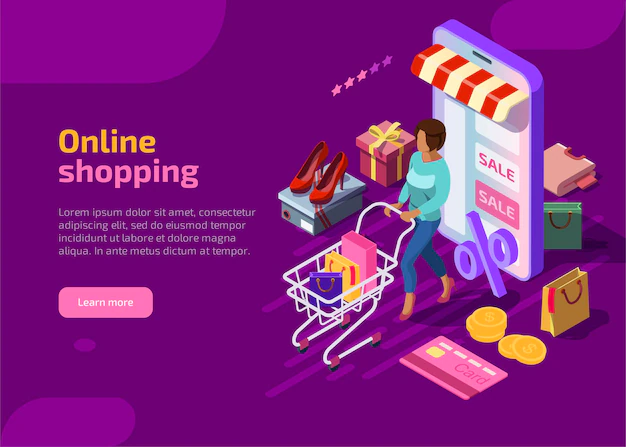 Online
shopping
Lorem ipsum dolor sit amet, consectetur
adipiscing elit, sed do eiusmod tempor
incididunt ut labore et dolore magna
aliqua. In ante metus dictum at tempor.
Learn more
SALE
SALE
%
$
$
Card